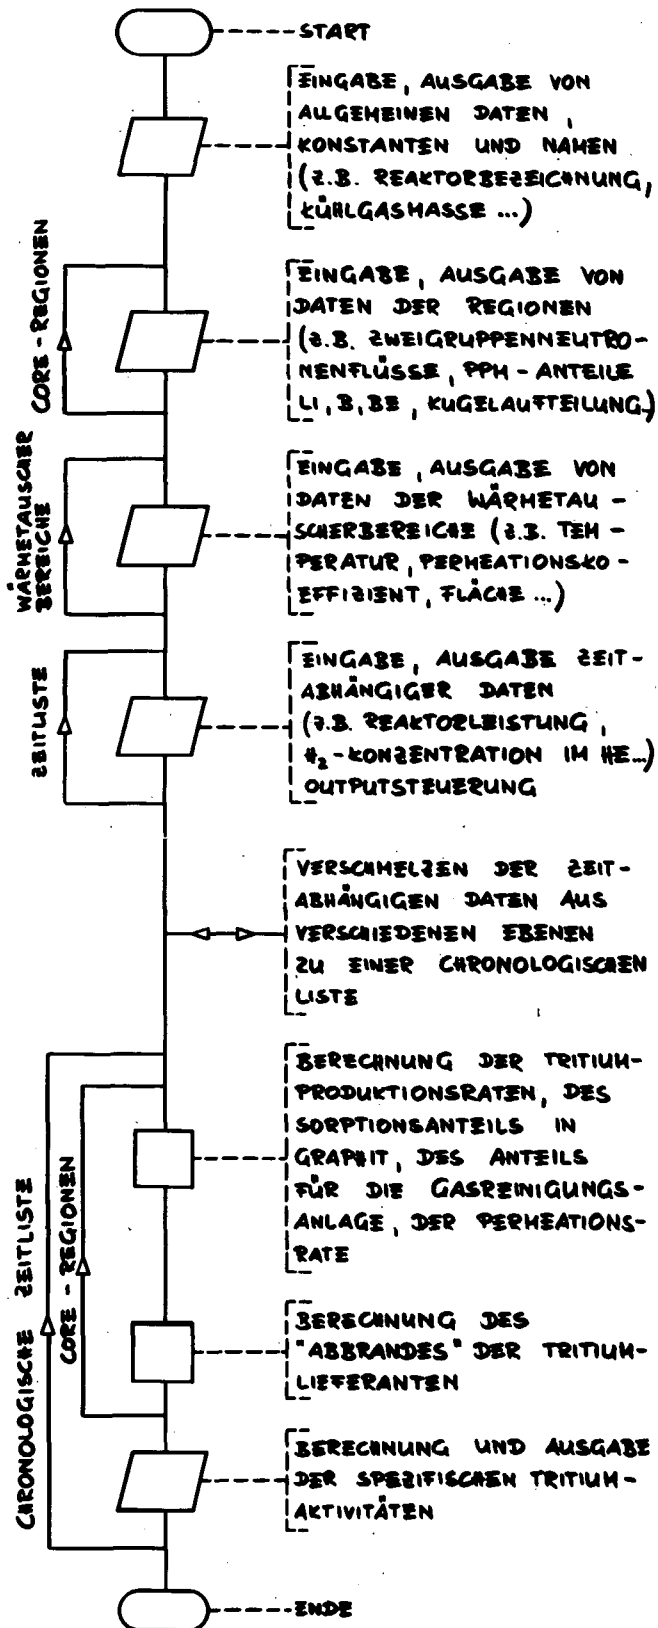 START
EINGABE, AUSGABE VON
ALLGEMEINEN DATEN,
KONSTANTEN UND NAMEN
(Z.B. REAKTORBEZEICHNUNG,
KÜHLGASMASSE ...)
CORE-REGIONEN
EINGABE, AUSGABE VON
DATEN DER REGIONEN
(Z.B. ZWEIGRUPPENNEUTRO-
NENFLÜSSE, PPM-ANTEILE
LI, B, BE, KUGELAUFTEILUNG)
WÄRMETAUSCHER
BEREICHE
EINGABE, AUSGABE VON
DATEN DER WÄRMETAU-
SCHERBEREICHE (Z.B. TEM-
PERATUR, PERMEATIONSKO-
EFFIZIENT, FLÄCHE ...)
ZEITLISTE
EINGABE, AUSGABE ZEIT-
ABHÄNGIGER DATEN
(Z.B. REAKTORLEISTUNG,
H₂-KONZENTRATION IM HE...)
OUTPUTSTEUERUNG
VERSCHMELZEN DER ZEIT-
ABHÄNGIGEN DATEN AUS
VERSCHIEDENEN EBENEN
ZU EINER CHRONOLOGISCHEN
LISTE
CHRONOLOGISCHE ZEITLISTE
CORE-REGIONEN
BERECHNUNG DER TRITIUM-
PRODUKTIONSRATEN, DES
SORPTIONSANTEILS IN
GRAPHIT, DES ANTEILS
FÜR DIE GASREINIGUNGS-
ANLAGE, DER PERMEATIONS-
RATE
BERECHNUNG DES
"ABBRANDES" DER TRITIUM-
LIEFERANTEN
BERECHNUNG UND AUSGABE
DER SPEZIFISCHEN TRITIUM-
AKTIVITÄTEN
ENDE